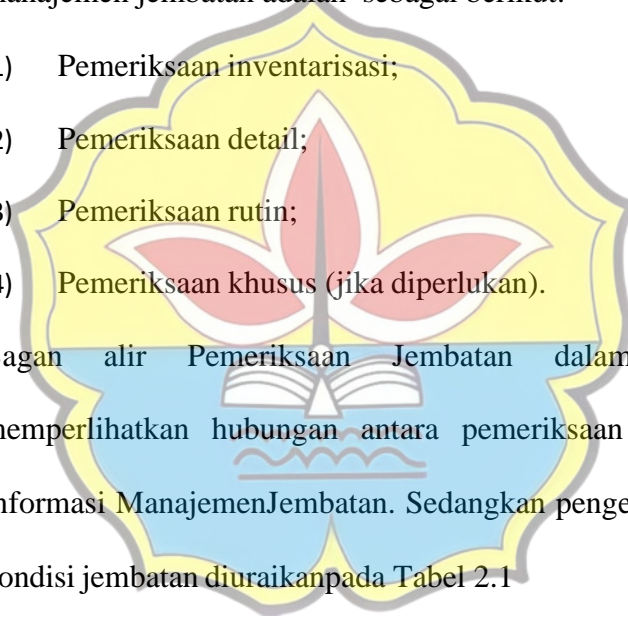 manajemen jembatan adalah sebagai berikut:
1) Pemeriksaan inventarisasi;
2) Pemeriksaan detail;
3) Pemeriksaan rutin;
4) Pemeriksaan khusus (jika diperlukan).
agan alir Pemeriksaan Jembatan dalam
memperlihatkan hubungan antara pemeriksaan
nformasi ManajemenJembatan. Sedangkan penge
ondisi jembatan diuraikanpada Tabel 2.1